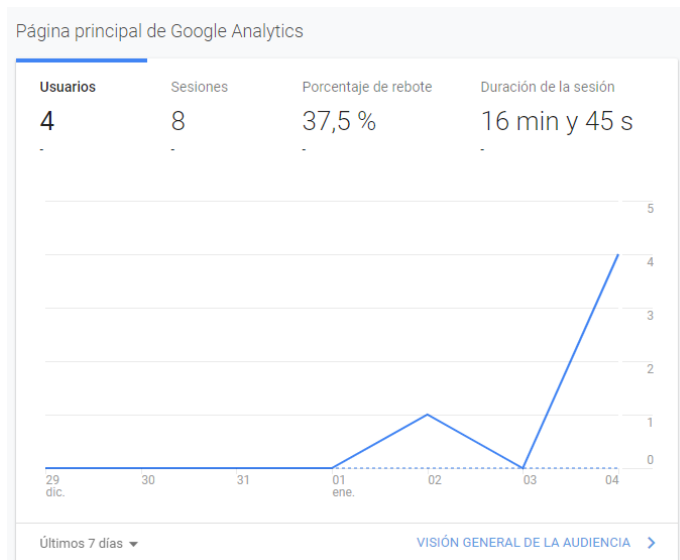 Página principal de Google Analytics
Usuarios Sesiones Porcentaje de rebote Duración de la sesión
4 8 37,5 % 16 min y 45 s
- - - -
5
4
3
2
1
0
29 30 31 01 02 03 04
dic. ene.
Últimos 7 días VISIÓN GENERAL DE LA AUDIENCIA